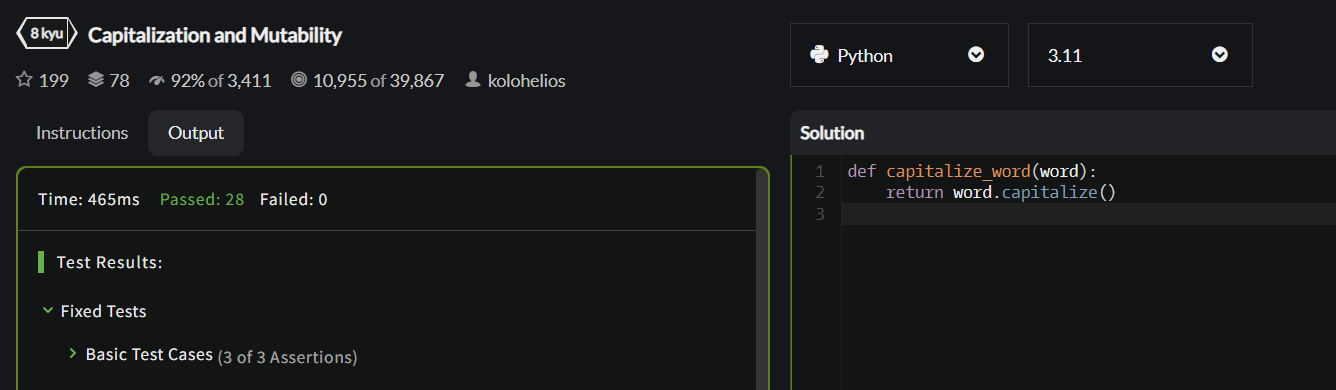 8 kyu Capitalization and Mutability
199 78 92% of 3,411 10,955 of 39,867 kolohelios
Instructions Output
Time: 465ms Passed: 28 Failed: 0
Test Results:
Fixed Tests
Basic Test Cases (3 of 3 Assertions)
Python 3.11
Solution
1 def capitalize_word(word):
2     return word.capitalize()
3